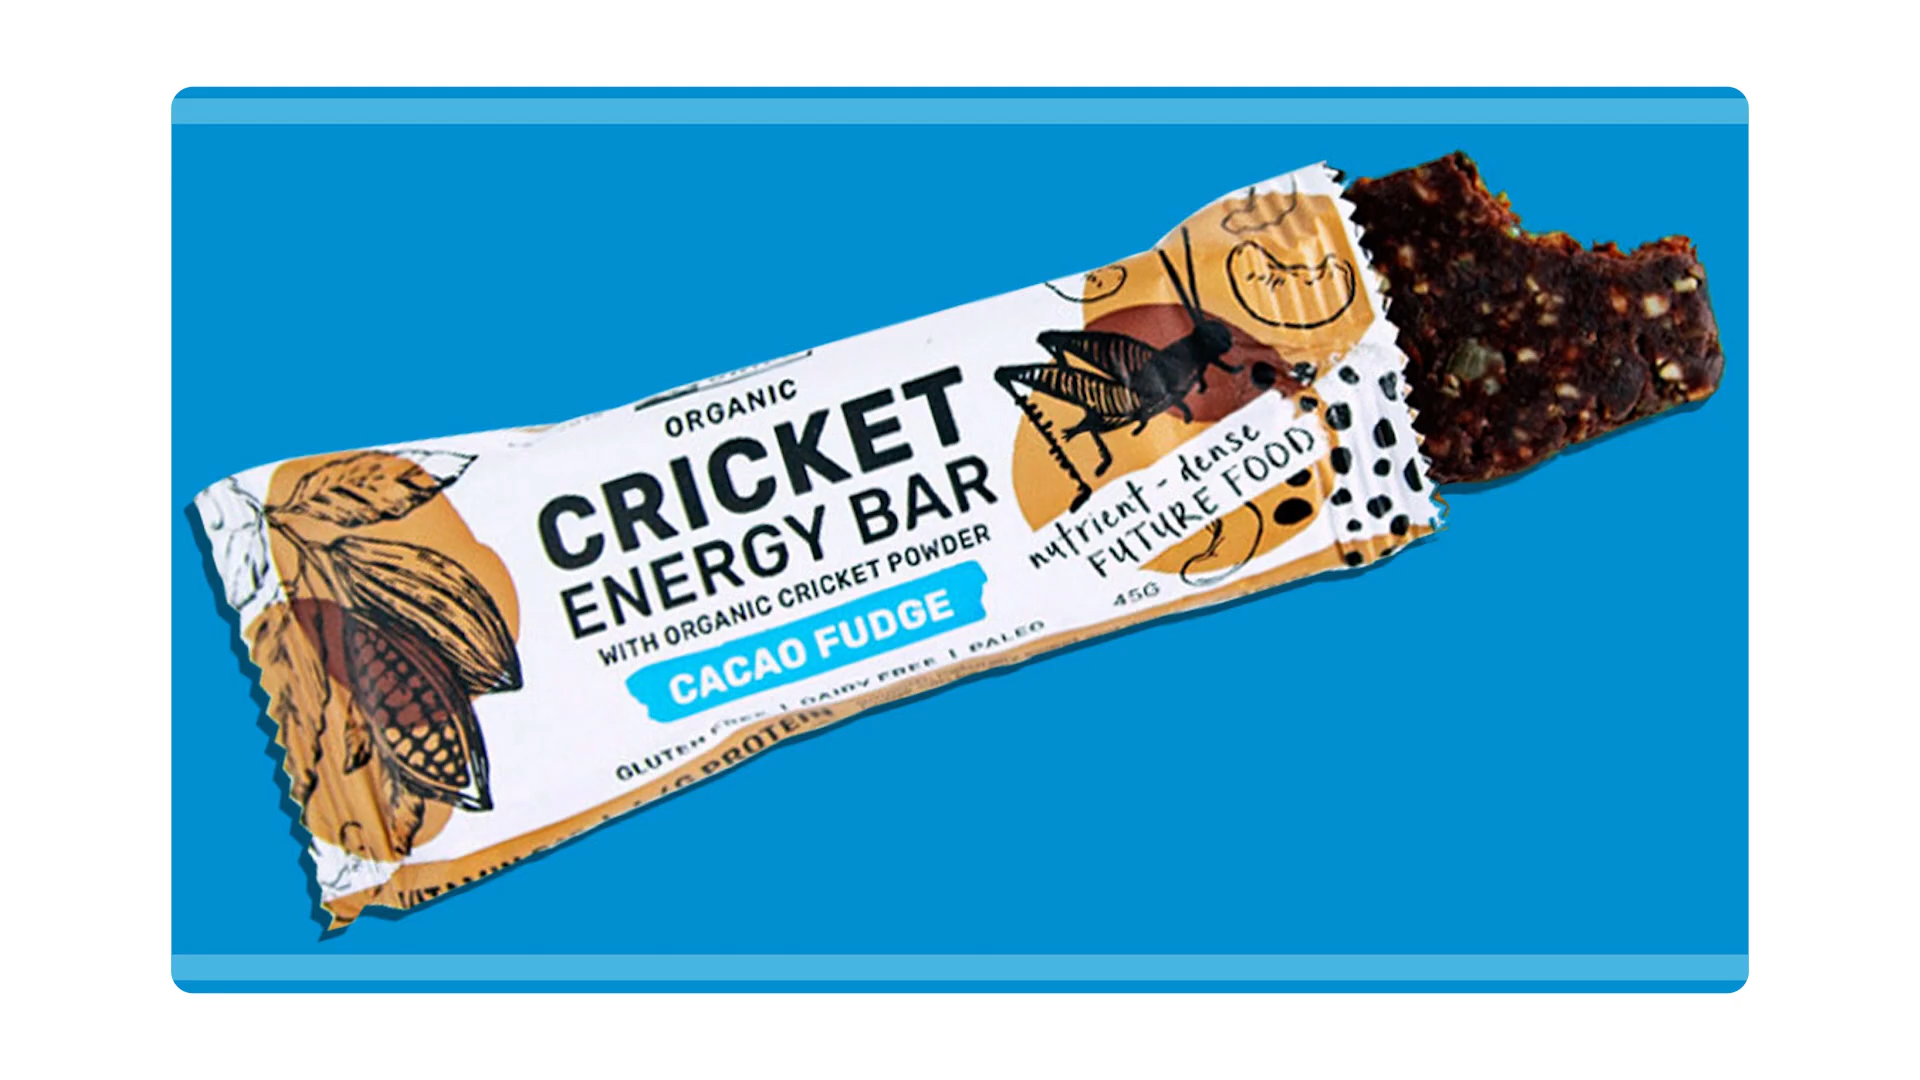 ORGANIC
CRICKET
ENERGY BAR
WITH ORGANIC CRICKET POWDER
CACAO FUDGE
nutrient-dense
FUTURE FOOD
45G
GLUTEN FREE | DAIRY FREE | PALEO
PROTEIN